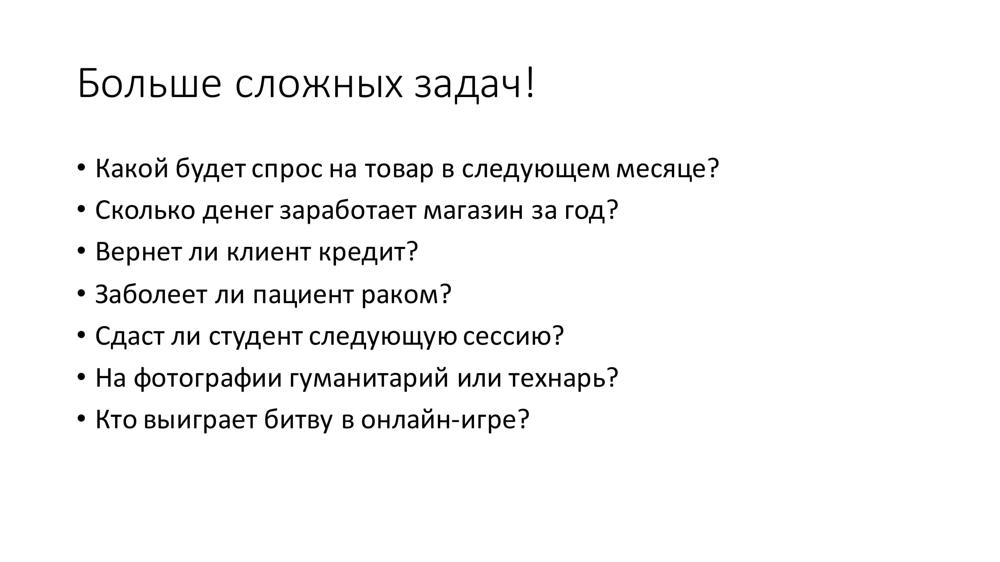 Больше сложных задач!
• Какой будет спрос на товар в следующем месяце?
• Сколько денег заработает магазин за год?
• Вернет ли клиент кредит?
• Заболеет ли пациент раком?
• Сдаст ли студент следующую сессию?
• На фотографии гуманитарий или технарь?
• Кто выиграет битву в онлайн-игре?